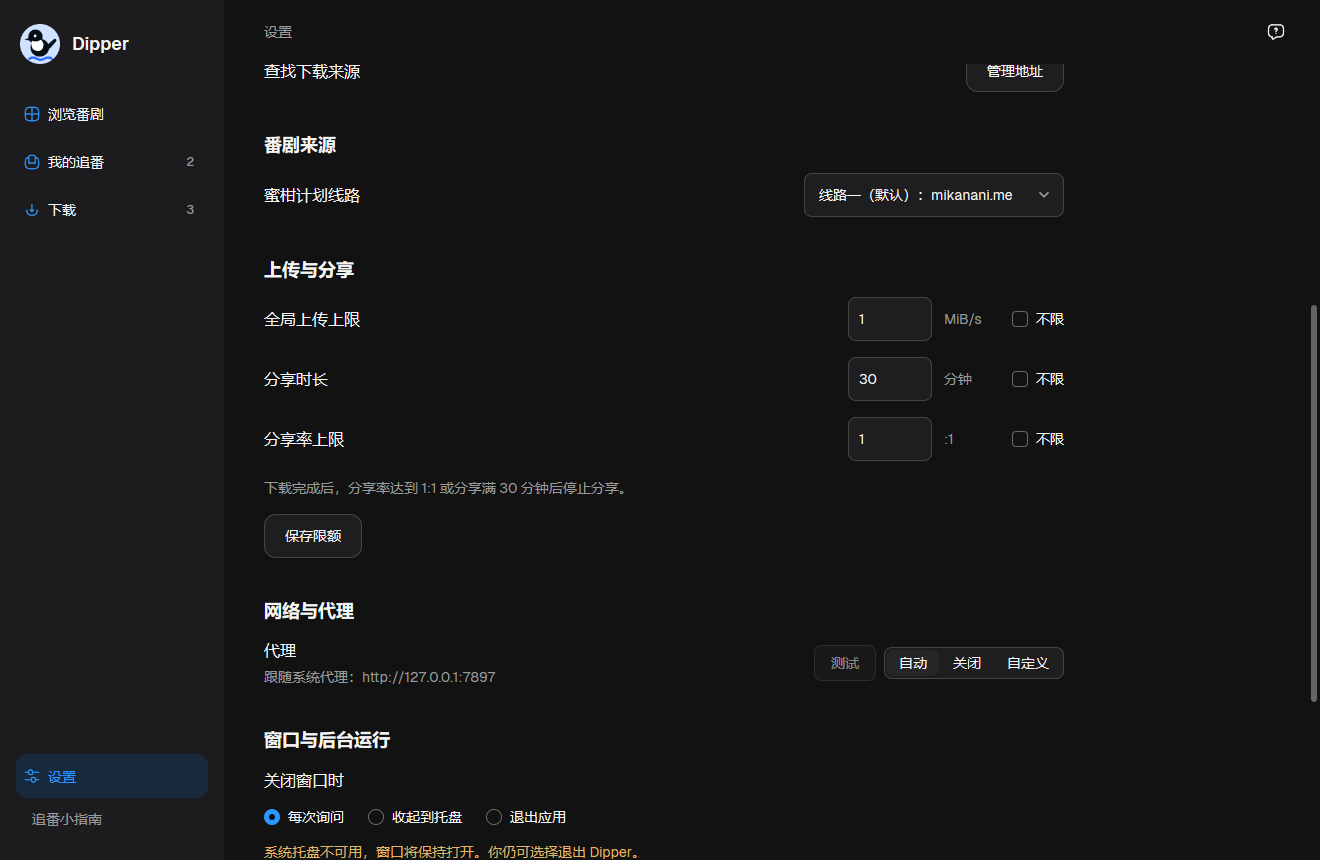 Dipper
浏览番剧
我的追番 2
下载 3
设置
追番小指南
设置
查找下载来源 管理地址
番剧来源
蜜柑计划线路 线路一（默认）：mikanani.me
上传与分享
全局上传上限 1 MiB/s 不限
分享时长 30 分钟 不限
分享率上限 1 :1 不限
下载完成后，分享率达到 1:1 或分享满 30 分钟后停止分享。
保存限额
网络与代理
代理 测试 自动 关闭 自定义
跟随系统代理：http://127.0.0.1:7897
窗口与后台运行
关闭窗口时
每次询问 收起到托盘 退出应用
系统托盘不可用，窗口将保持打开。你仍可选择退出 Dipper。